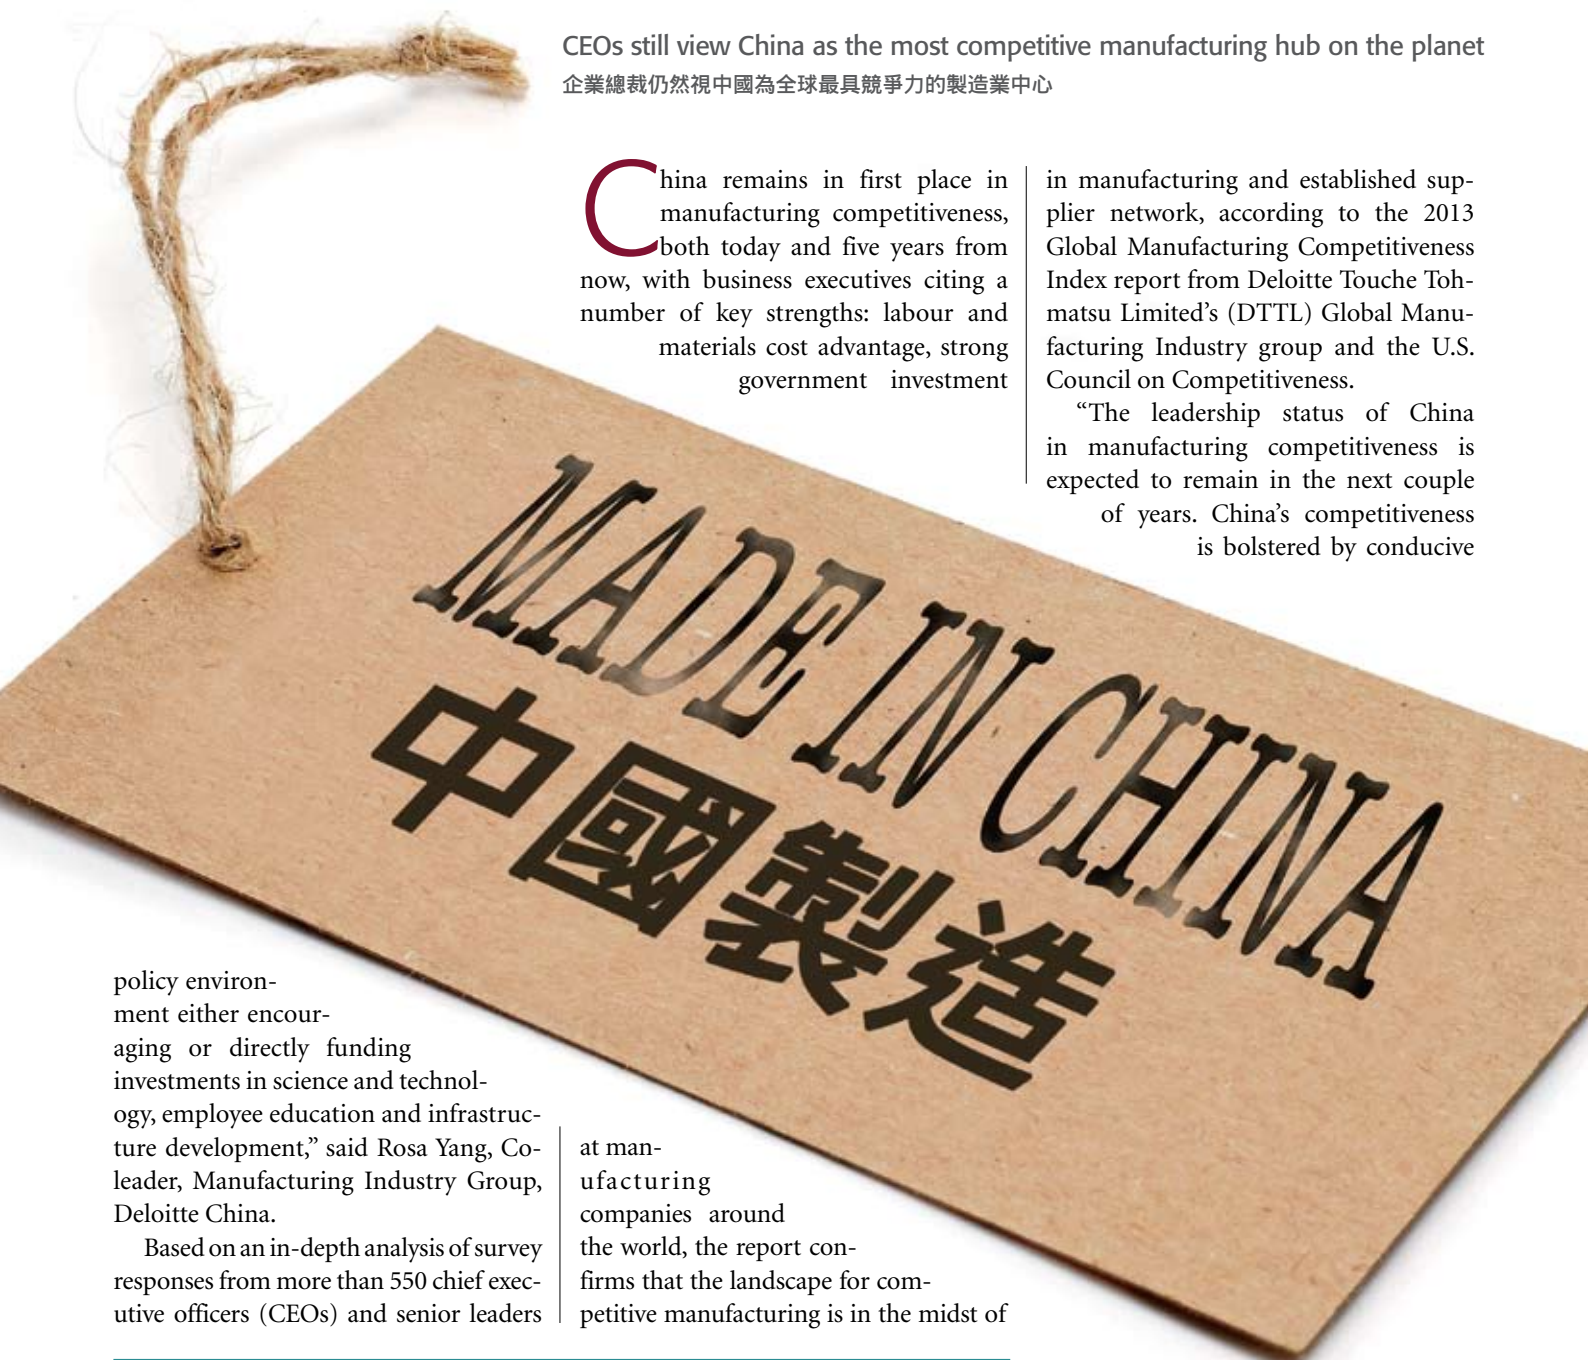 CEOs still view China as the most competitive manufacturing hub on the planet
企業總裁仍然視中國為全球最具競爭力的製造業中心
China remains in first place in
manufacturing competitiveness,
both today and five years from
now, with business executives citing a
number of key strengths: labour and
materials cost advantage, strong
government investment
in manufacturing and established sup-
plier network, according to the 2013
Global Manufacturing Competitiveness
Index report from Deloitte Touche Toh-
matsu Limited’s (DTTL) Global Manu-
facturing Industry group and the U.S.
Council on Competitiveness.
“The leadership status of China
in manufacturing competitiveness is
expected to remain in the next couple
of years. China’s competitiveness
is bolstered by conducive
MADE IN CHINA
中國製造
policy environ-
ment either encour-
aging or directly funding
investments in science and technol-
ogy, employee education and infrastruc-
ture development,” said Rosa Yang, Co-
leader, Manufacturing Industry Group,
Deloitte China.
Based on an in-depth analysis of survey
responses from more than 550 chief exec-
utive officers (CEOs) and senior leaders
at man-
ufacturing
companies around
the world, the report con-
firms that the landscape for com-
petitive manufacturing is in the midst of